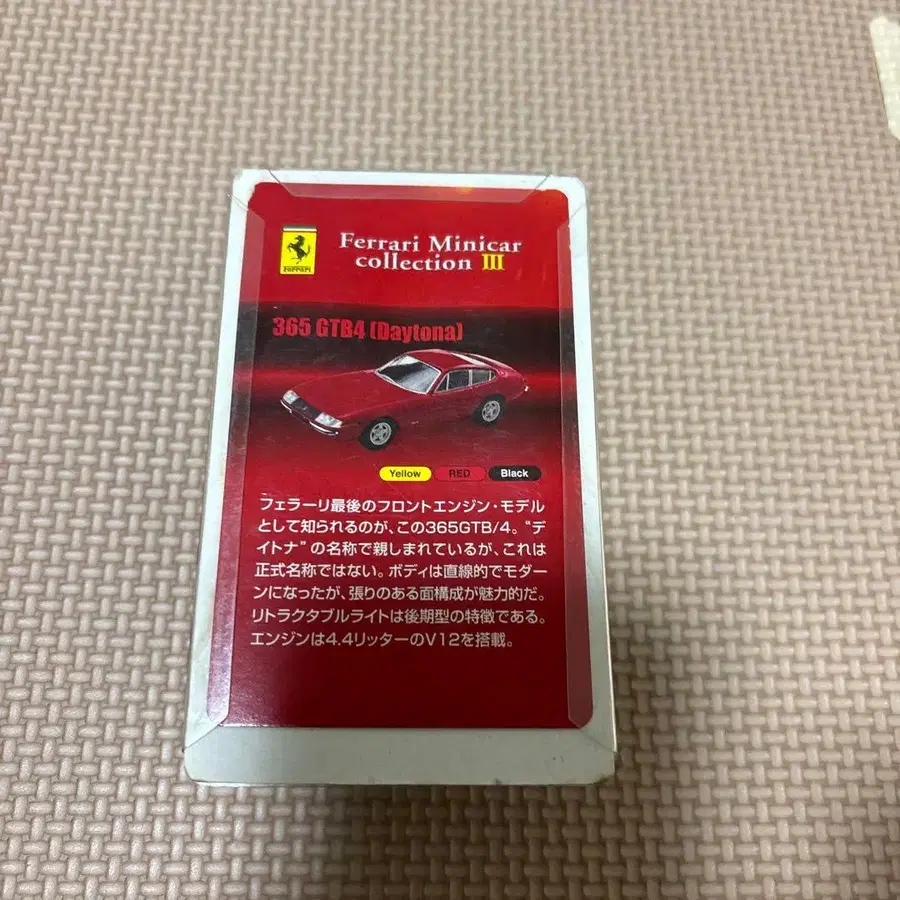 Ferrari
Ferrari Minicar
collection III
365 GTB4 (Daytona)
Yellow RED Black
フェラーリ最後のフロントエンジン・モデル
として知られるのが、この365GTB/4。“デ
イトナ”の名称で親しまれているが、これは
正式名称ではない。ボディは直線的でモダー
ンになったが、張りのある面構成が魅力的だ。
リトラクタブルライトは後期型の特徴である。
エンジンは4.4リッターのV12を搭載。